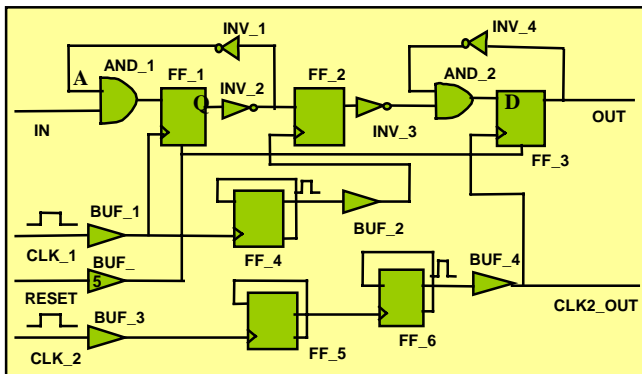 INV_1
INV_4
AND_1
A
FF_1
INV_2
FF_2
AND_2
Q
D
IN
INV_3
OUT
FF_3
BUF_1
BUF_2
CLK_1
FF_4
BUF_4
BUF_
5
RESET
BUF_3
CLK2_OUT
CLK_2
FF_5
FF_6